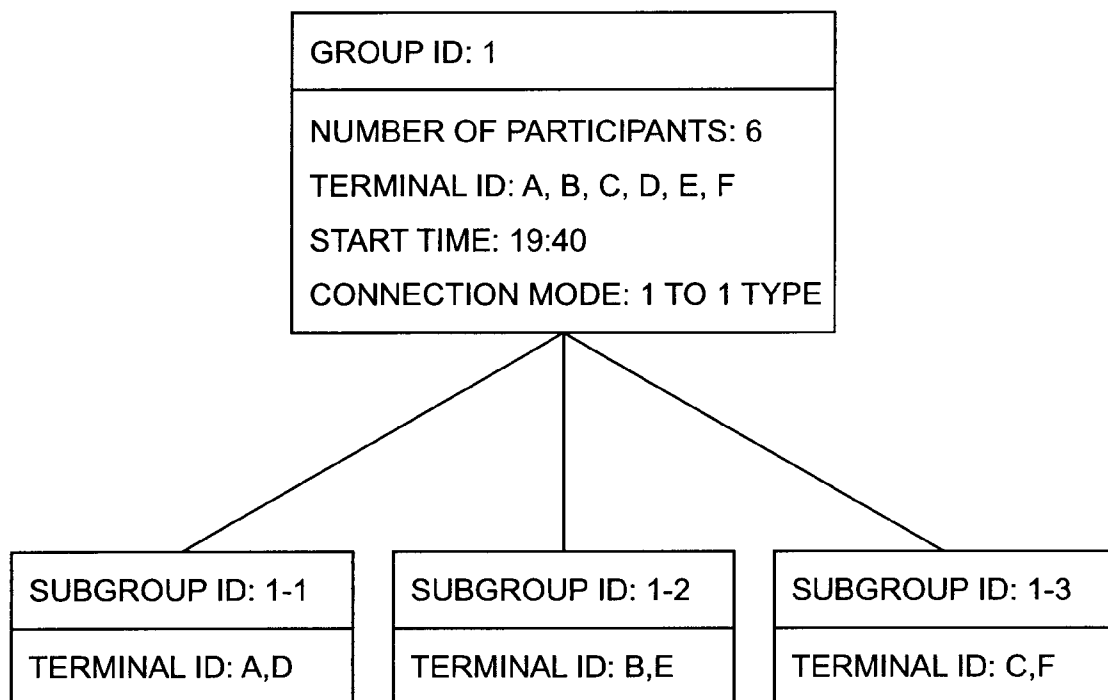 GROUP ID: 1
NUMBER OF PARTICIPANTS: 6
TERMINAL ID: A, B, C, D, E, F
START TIME: 19:40
CONNECTION MODE: 1 TO 1 TYPE
SUBGROUP ID: 1-1
TERMINAL ID: A,D
SUBGROUP ID: 1-2
TERMINAL ID: B,E
SUBGROUP ID: 1-3
TERMINAL ID: C,F